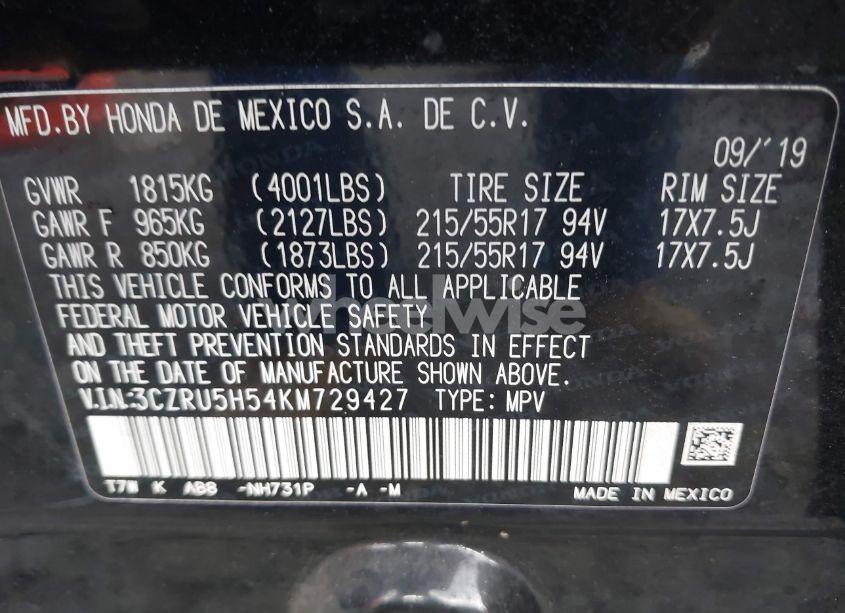 MFD.BY HONDA DE MEXICO S.A. DE C.V.
09/'19
GVWR 1815KG (4001LBS) TIRE SIZE RIM SIZE
GAWR F 965KG (2127LBS) 215/55R17 94V 17X7.5J
GAWR R 850KG (1873LBS) 215/55R17 94V 17X7.5J
THIS VEHICLE CONFORMS TO ALL APPLICABLE
FEDERAL MOTOR VEHICLE SAFETY
AND THEFT PREVENTION STANDARDS IN EFFECT
ON THE DATE OF MANUFACTURE SHOWN ABOVE.
V.I.N:3CZRU5H54KM729427 TYPE: MPV
T7W K ABB -NH731P -A -M
MADE IN MEXICO
wheelwise